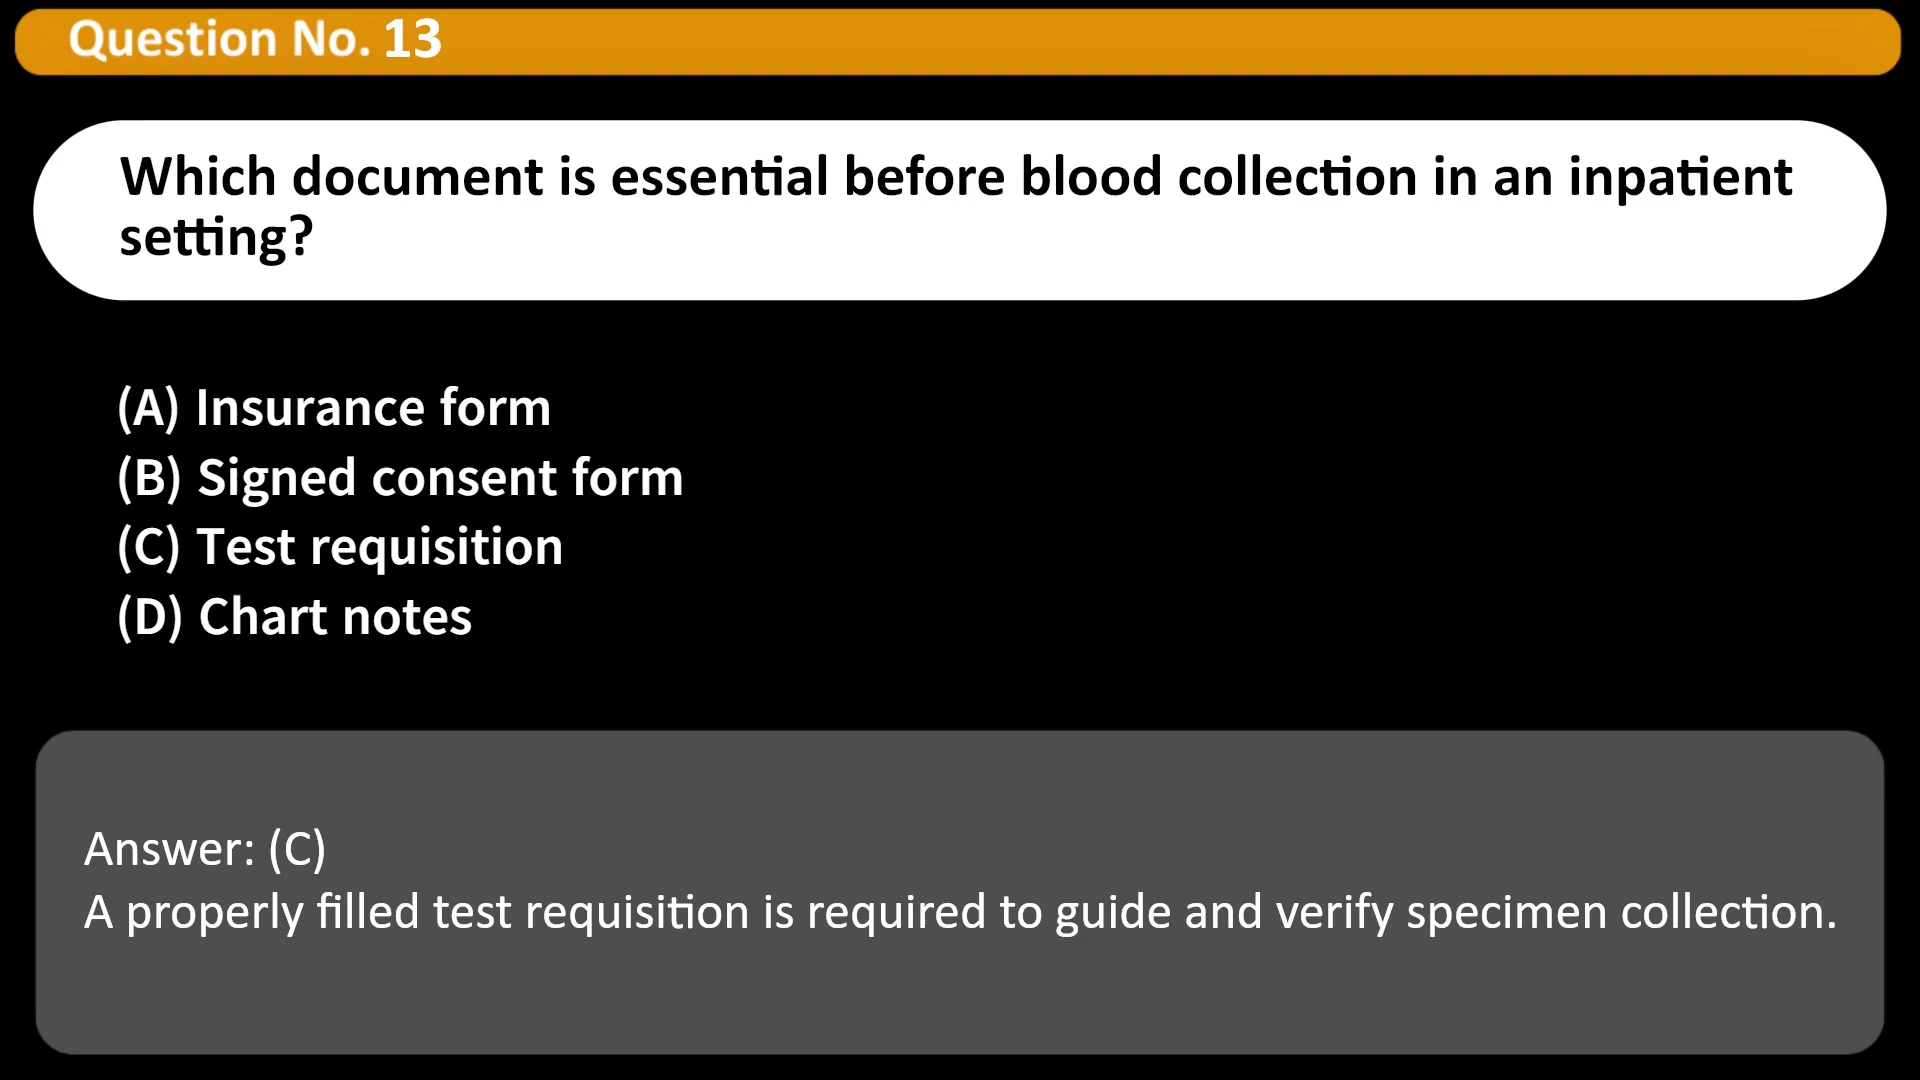 Question No. 13
Which document is essential before blood collection in an inpatient
setting?
(A) Insurance form
(B) Signed consent form
(C) Test requisition
(D) Chart notes
Answer: (C)
A properly filled test requisition is required to guide and verify specimen collection.